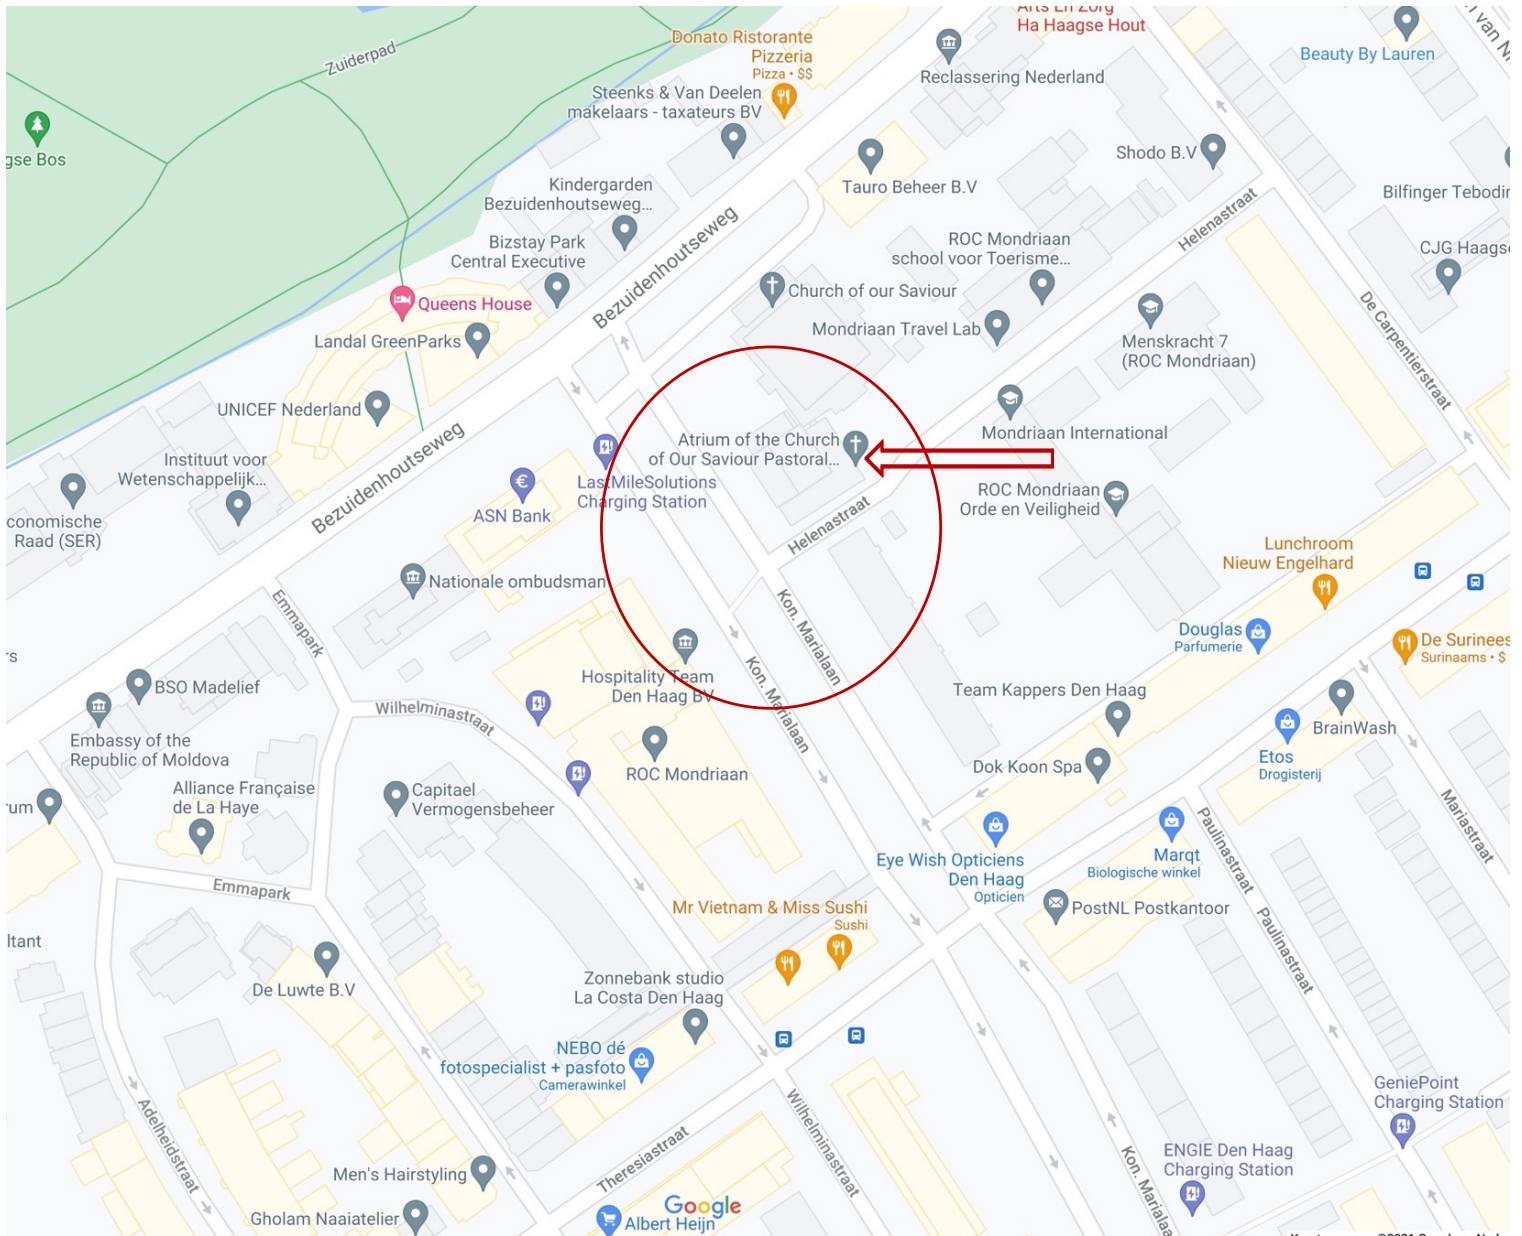 Arts En Zorg
Ha Haagse Hout
Donato Ristorante
Pizzeria
Pizza • $$
Zuiderpad
Beauty By Lauren
Reclassering Nederland
Steenks & Van Deelen
makelaars - taxateurs BV
gse Bos
Shodo B.V
Tauro Beheer B.V
Kindergarden
Bezuidenhoutseweg...
Bilfinger Tebodin
Helenastraat
Bezuidenhoutseweg
Bizstay Park
Central Executive
ROC Mondriaan
school voor Toerisme...
CJG Haagse
Queens House
Church of our Saviour
Landal GreenParks
Mondriaan Travel Lab
Menskracht 7
(ROC Mondriaan)
De Carpentierstraat
UNICEF Nederland
Bezuidenhoutseweg
Atrium of the Church
of Our Saviour Pastoral...
Mondriaan International
Instituut voor
Wetenschappelijk...
LastMileSolutions
Charging Station
ASN Bank
ROC Mondriaan
Orde en Veiligheid
conomische
Raad (SER)
Helenastraat
Lunchroom
Nieuw Engelhard
Nationale ombudsman
Emmapark
Kon. Marialaan
Douglas
Parfumerie
De Surinees
Surinaams • $
rs
BSO Madelief
Hospitality Team
Den Haag BV
Kon. Marialaan
Team Kappers Den Haag
Wilhelminastraat
BrainWash
Embassy of the
Republic of Moldova
Etos
Drogisterij
ROC Mondriaan
Dok Koon Spa
Alliance Française
de La Haye
Capitael
Vermogensbeheer
rum
Mariastraat
Paulinastraat
Eye Wish Opticiens
Den Haag
Opticien
Marqt
Biologische winkel
Emmapark
Mr Vietnam & Miss Sushi
Sushi
PostNL Postkantoor
Paulinastraat
ltant
De Luwte B.V
Zonnebank studio
La Costa Den Haag
NEBO dé
fotospecialist + pasfoto
Camerawinkel
GeniePoint
Charging Station
Adelheidstraat
Wilhelminastraat
Theresiastraat
Kon. Marialaa
ENGIE Den Haag
Charging Station
Men's Hairstyling
Google
Gholam Naaiatelier
Albert Heijn